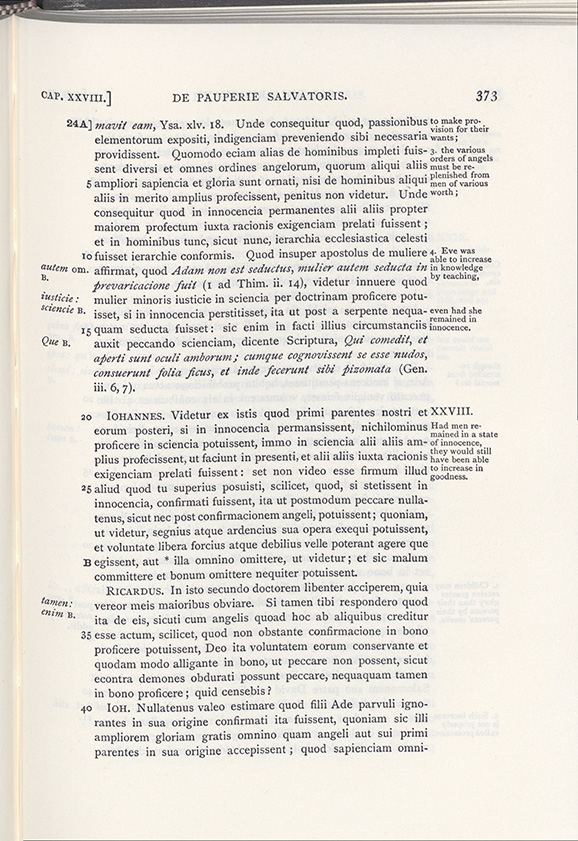 CAP. XXVIII.] DE PAUPERIE SALVATORIS. 373
24A] mavit eam, Ysa. xlv. 18. Unde consequitur quod, passionibus
elementorum expositi, indigenciam preveniendo sibi necessaria
providissent. Quomodo eciam alias de hominibus impleti fuis-
sent diversi et omnes ordines angelorum, quorum aliqui aliis
5 ampliori sapiencia et gloria sunt ornati, nisi de hominibus aliqui
aliis in merito amplius profecissent, penitus non videtur. Unde
consequitur quod in innocencia permanentes alii aliis propter
maiorem profectum iuxta racionis exigenciam prelati fuissent ;
et in hominibus tunc, sicut nunc, ierarchia ecclesiastica celesti
10 fuisset ierarchie conformis. Quod insuper apostolus de muliere
affirmat, quod Adam non est seductus, mulier autem seducta in
prevaricacione fuit (1 ad Thim. ii. 14), videtur innuere quod
mulier minoris iusticie in sciencia per doctrinam proficere potu-
isset, si in innocencia perstitisset, ita ut post a serpente nequa-
15 quam seducta fuisset: sic enim in facti illius circumstanciis
auxit peccando scienciam, dicente Scriptura, Qui comedit, et
aperti sunt oculi amborum; cumque cognovissent se esse nudos,
consuerunt folia ficus, et inde fecerunt sibi pizomata (Gen.
iii. 6, 7).
to make pro-
vision for their
wants ;
3. the various
orders of angels
must be re-
plenished from
men of various
worth ;
4. Eve was
able to increase
in knowledge
by teaching,
even had she
remained in
innocence.
autem om.
B.
iusticie :
sciencie B.
Que B.
20 IOHANNES. Videtur ex istis quod primi parentes nostri et
eorum posteri, si in innocencia permansissent, nichilominus
proficere in sciencia potuissent, immo in sciencia alii aliis am-
plius profecissent, ut faciunt in presenti, et alii aliis iuxta racionis
exigenciam prelati fuissent: set non video esse firmum illud
25 aliud quod tu superius posuisti, scilicet, quod, si stetissent in
innocencia, confirmati fuissent, ita ut postmodum peccare nulla-
tenus, sicut nec post confirmacionem angeli, potuissent; quoniam,
ut videtur, segnius atque ardencius sua opera exequi potuissent,
et voluntate libera forcius atque debilius velle poterant agere que
B egissent, aut * illa omnino omittere, ut videtur; et sic malum
committere et bonum omittere nequiter potuissent.
XXVIII.
Had men re-
mained in a state
of innocence,
they would still
have been able
to increase in
goodness.
RICARDUS. In isto secundo doctorem libenter acciperem, quia
vereor meis maioribus obviare. Si tamen tibi respondero quod
ita de eis, sicuti cum angelis quoad hoc ab aliquibus creditur
35 esse actum, scilicet, quod non obstante confirmacione in bono
proficere potuissent, Deo ita voluntatem eorum conservante et
quodam modo alligante in bono, ut peccare non possent, sicut
econtra demones obdurati possunt peccare, nequaquam tamen
in bono proficere ; quid censebis ?
tamen:
enim B.
40 IOH. Nullatenus valeo estimare quod filii Ade parvuli igno-
rantes in sua origine confirmati ita fuissent, quoniam sic illi
ampliorem gloriam gratis omnino quam angeli aut sui primi
parentes in sua origine accepissent ; quod sapienciam omni-